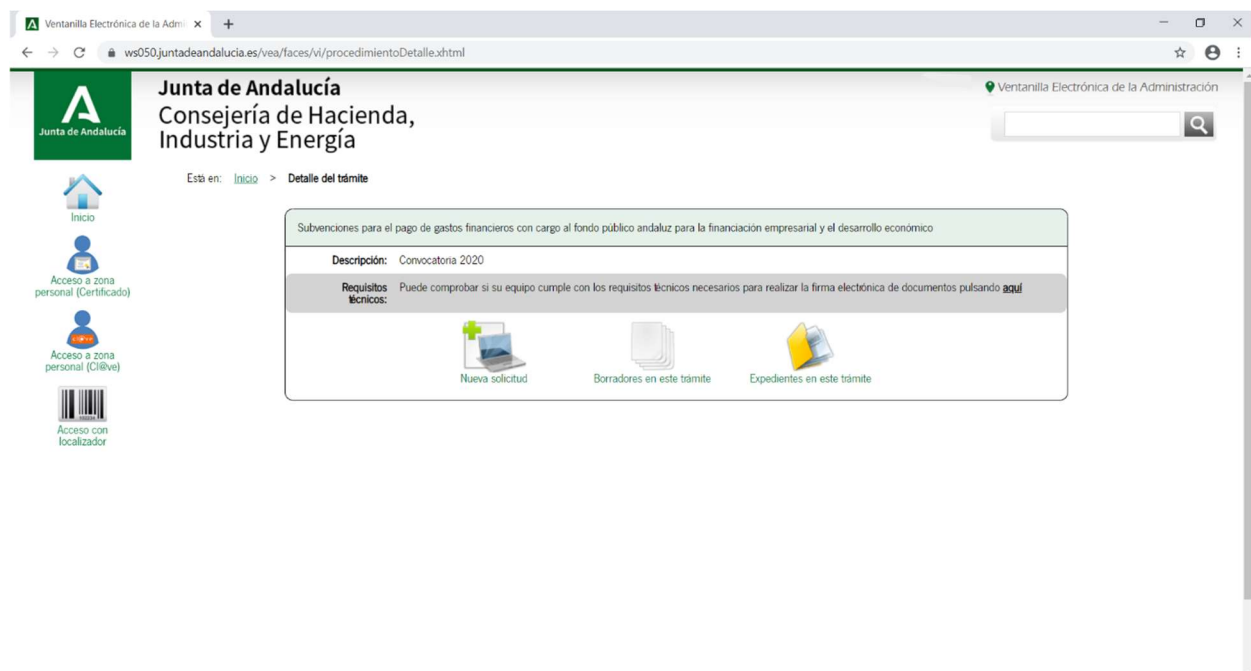 Ventanilla Electrónica de la Admi
ws050.juntadeandalucia.es/vea/faces/vi/procedimientoDetalle.xhtml
Junta de Andalucía
Junta de Andalucía
Consejería de Hacienda,
Industria y Energía
Ventanilla Electrónica de la Administración
Está en: Inicio > Detalle del trámite
Inicio
Acceso a zona
personal (Certificado)
Acceso a zona
personal (Cl@ve)
Acceso con
localizador
Subvenciones para el pago de gastos financieros con cargo al fondo público andaluz para la financiación empresarial y el desarrollo económico
Descripción: Convocatoria 2020
Requisitos técnicos: Puede comprobar si su equipo cumple con los requisitos técnicos necesarios para realizar la firma electrónica de documentos pulsando aquí
Nueva solicitud
Borradores en este trámite
Expedientes en este trámite